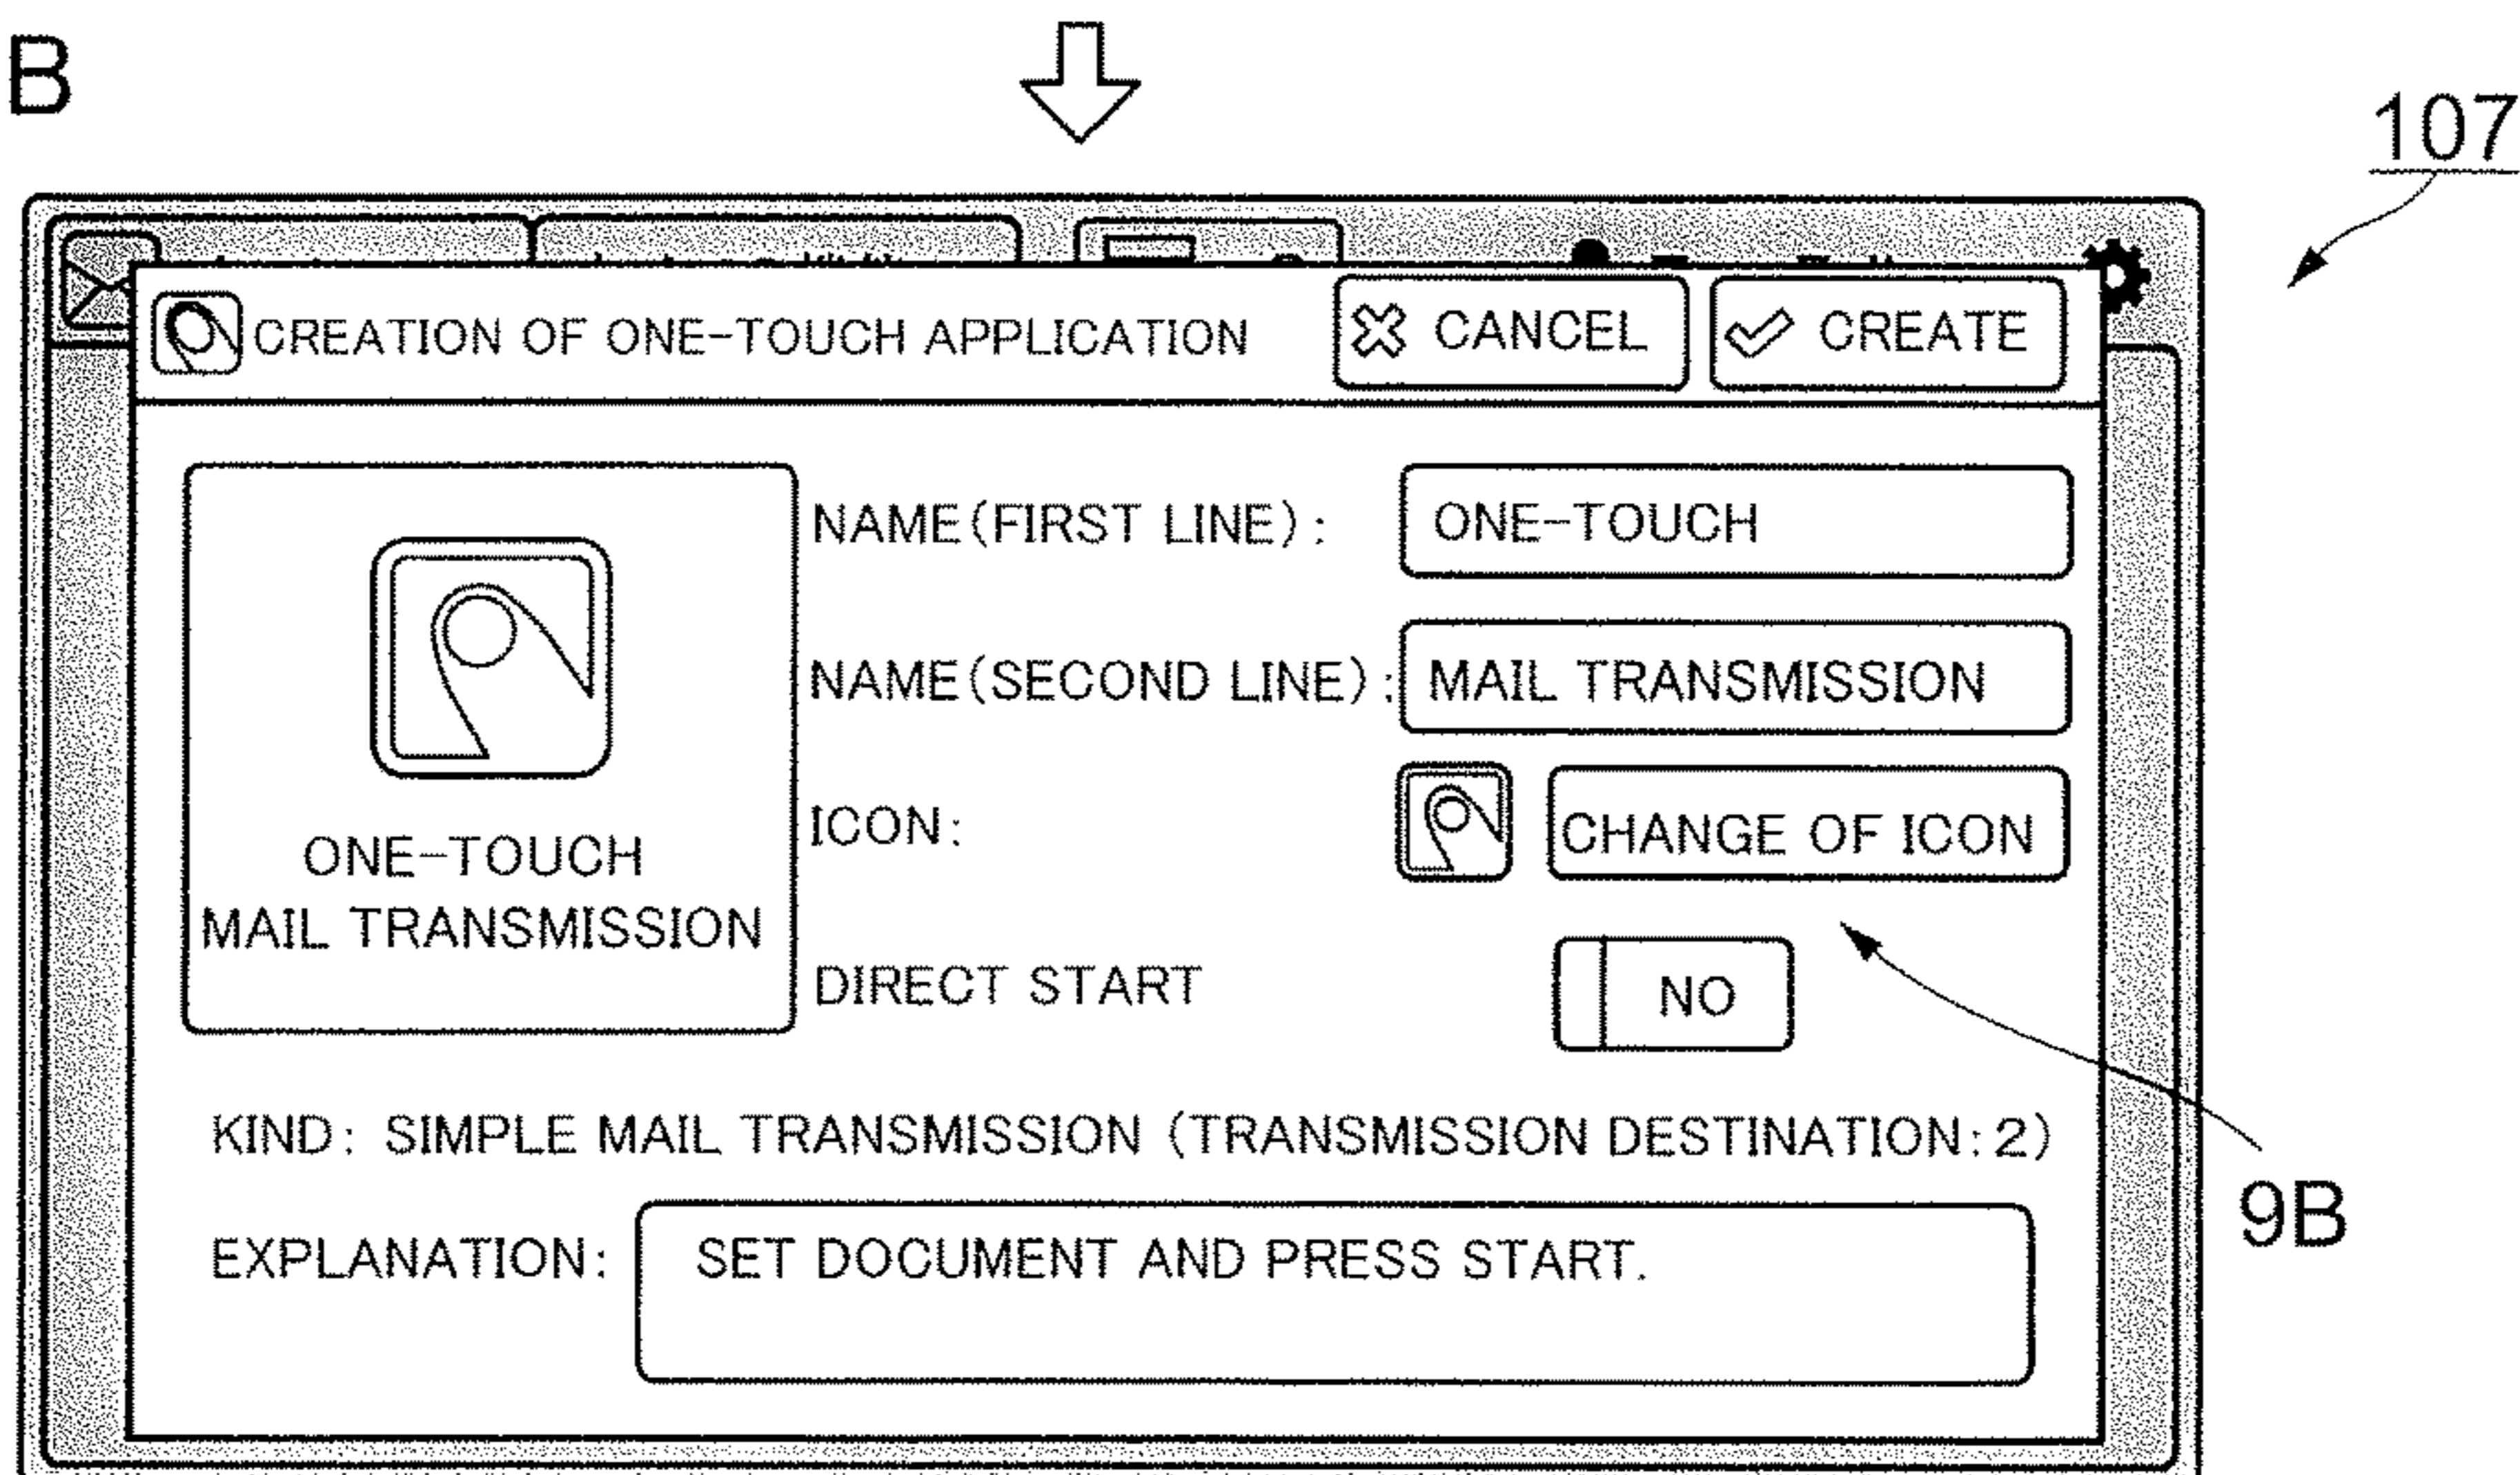 B
107
CREATION OF ONE-TOUCH APPLICATION
CANCEL
CREATE
NAME(FIRST LINE):
ONE-TOUCH
NAME(SECOND LINE):
MAIL TRANSMISSION
ICON:
CHANGE OF ICON
ONE-TOUCH
MAIL TRANSMISSION
DIRECT START
NO
KIND: SIMPLE MAIL TRANSMISSION (TRANSMISSION DESTINATION:2)
9B
EXPLANATION:
SET DOCUMENT AND PRESS START.